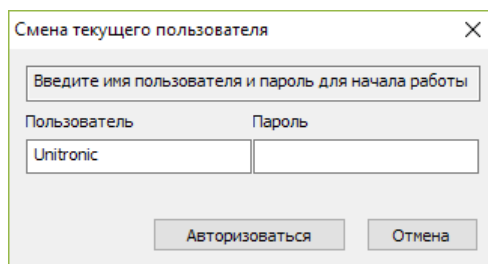 Смена текущего пользователя
Введите имя пользователя и пароль для начала работы
Пользователь Пароль
Unitronic
Авторизоваться Отмена